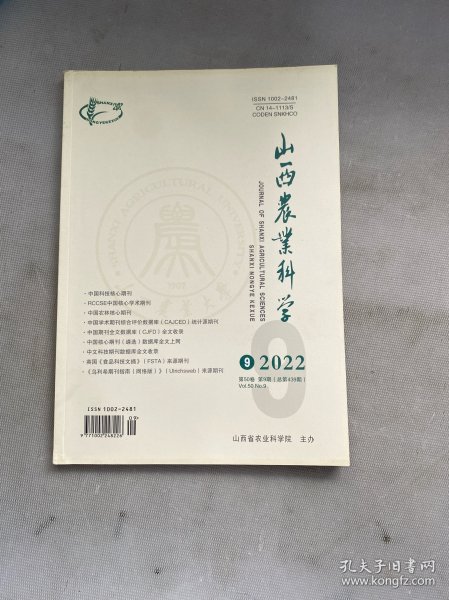 ISSN 1002-2481
CN 14-1113/S
CODEN SNKHCO
山西农业科学
JOURNAL OF SHANXI AGRICULTURAL SCIENCES
SHANXI NONGYE KEXUE
·中国科技核心期刊
·RCCSE中国核心学术期刊
·中国农林核心期刊
·中国学术期刊综合评价数据库(CAJCED)统计源期刊
·中国期刊全文数据库(CJFD)全文收录
·中国核心期刊(遴选)数据库全文上网
·中文科技期刊数据库全文收录
·英国《食品科技文摘》(FSTA)来源期刊
·《乌利希期刊指南(网络版)》(Ulrichsweb)来源期刊
9 2022
第50卷 第9期(总第438期)
Vol.50 No.9
9
ISSN 1002-2481
09
9 771002 248226
山西省农业科学院 主办
孔夫子旧书网
www.kongfz.com